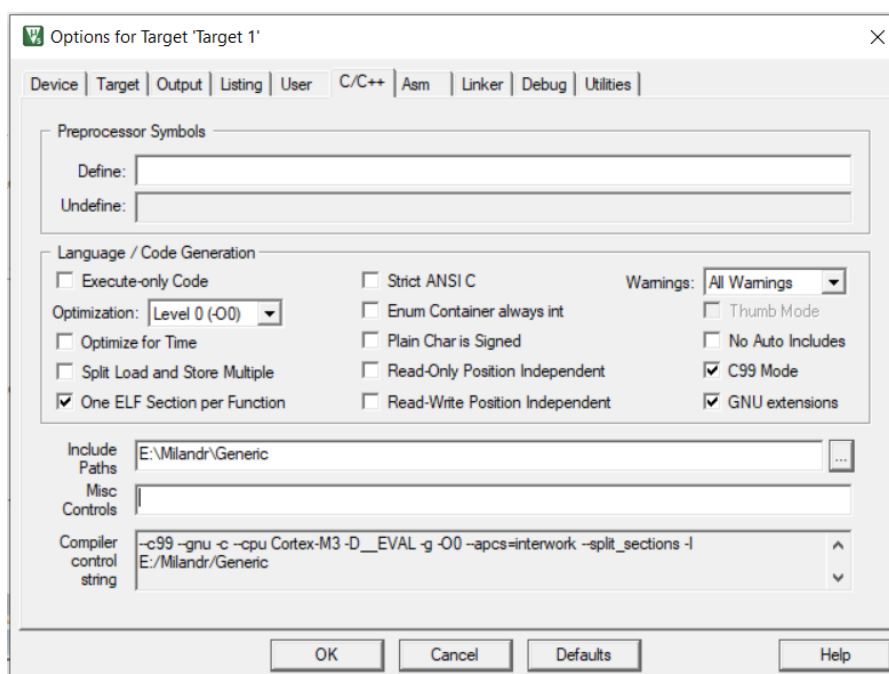 Options for Target 'Target 1'
Device Target Output Listing User C/C++ Asm Linker Debug Utilities
Preprocessor Symbols
Define:
Undefine:
Language / Code Generation
Execute-only Code
Strict ANSI C
Warnings: All Warnings
Optimization: Level 0 (-O0)
Enum Container always int
Thumb Mode
Optimize for Time
Plain Char is Signed
No Auto Includes
Split Load and Store Multiple
Read-Only Position Independent
C99 Mode
One ELF Section per Function
Read-Write Position Independent
GNU extensions
Include
Paths
E:\Milandr\Generic
...
Misc
Controls
Compiler
control
string
--c99 --gnu -c --cpu Cortex-M3 -D__EVAL -g -O0 --apcs=interwork --split_sections -I
E:/Milandr/Generic
OK Cancel Defaults Help